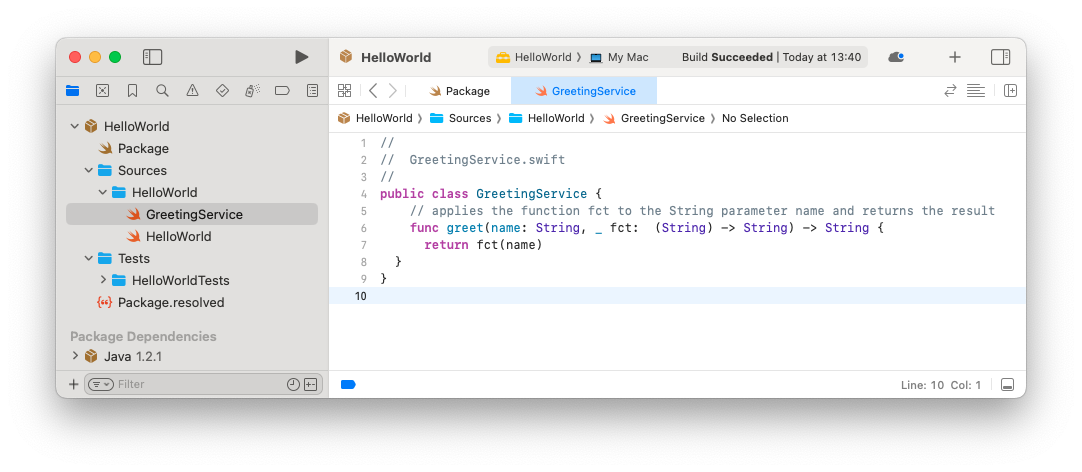 HelloWorld
HelloWorld 〉 My Mac
Build Succeeded | Today at 13:40
Package
GreetingService
HelloWorld 〉 Sources 〉 HelloWorld 〉 GreetingService 〉 No Selection
HelloWorld
Package
Sources
HelloWorld
GreetingService
HelloWorld
Tests
HelloWorldTests
Package.resolved
Package Dependencies
Java 1.2.1
Filter
1 //
2 //  GreetingService.swift
3 //
4 public class GreetingService {
5     // applies the function fct to the String parameter name and returns the result
6     func greet(name: String, _ fct:  (String) -> String) -> String {
7       return fct(name)
8   }
9 }
10
Line: 10  Col: 1